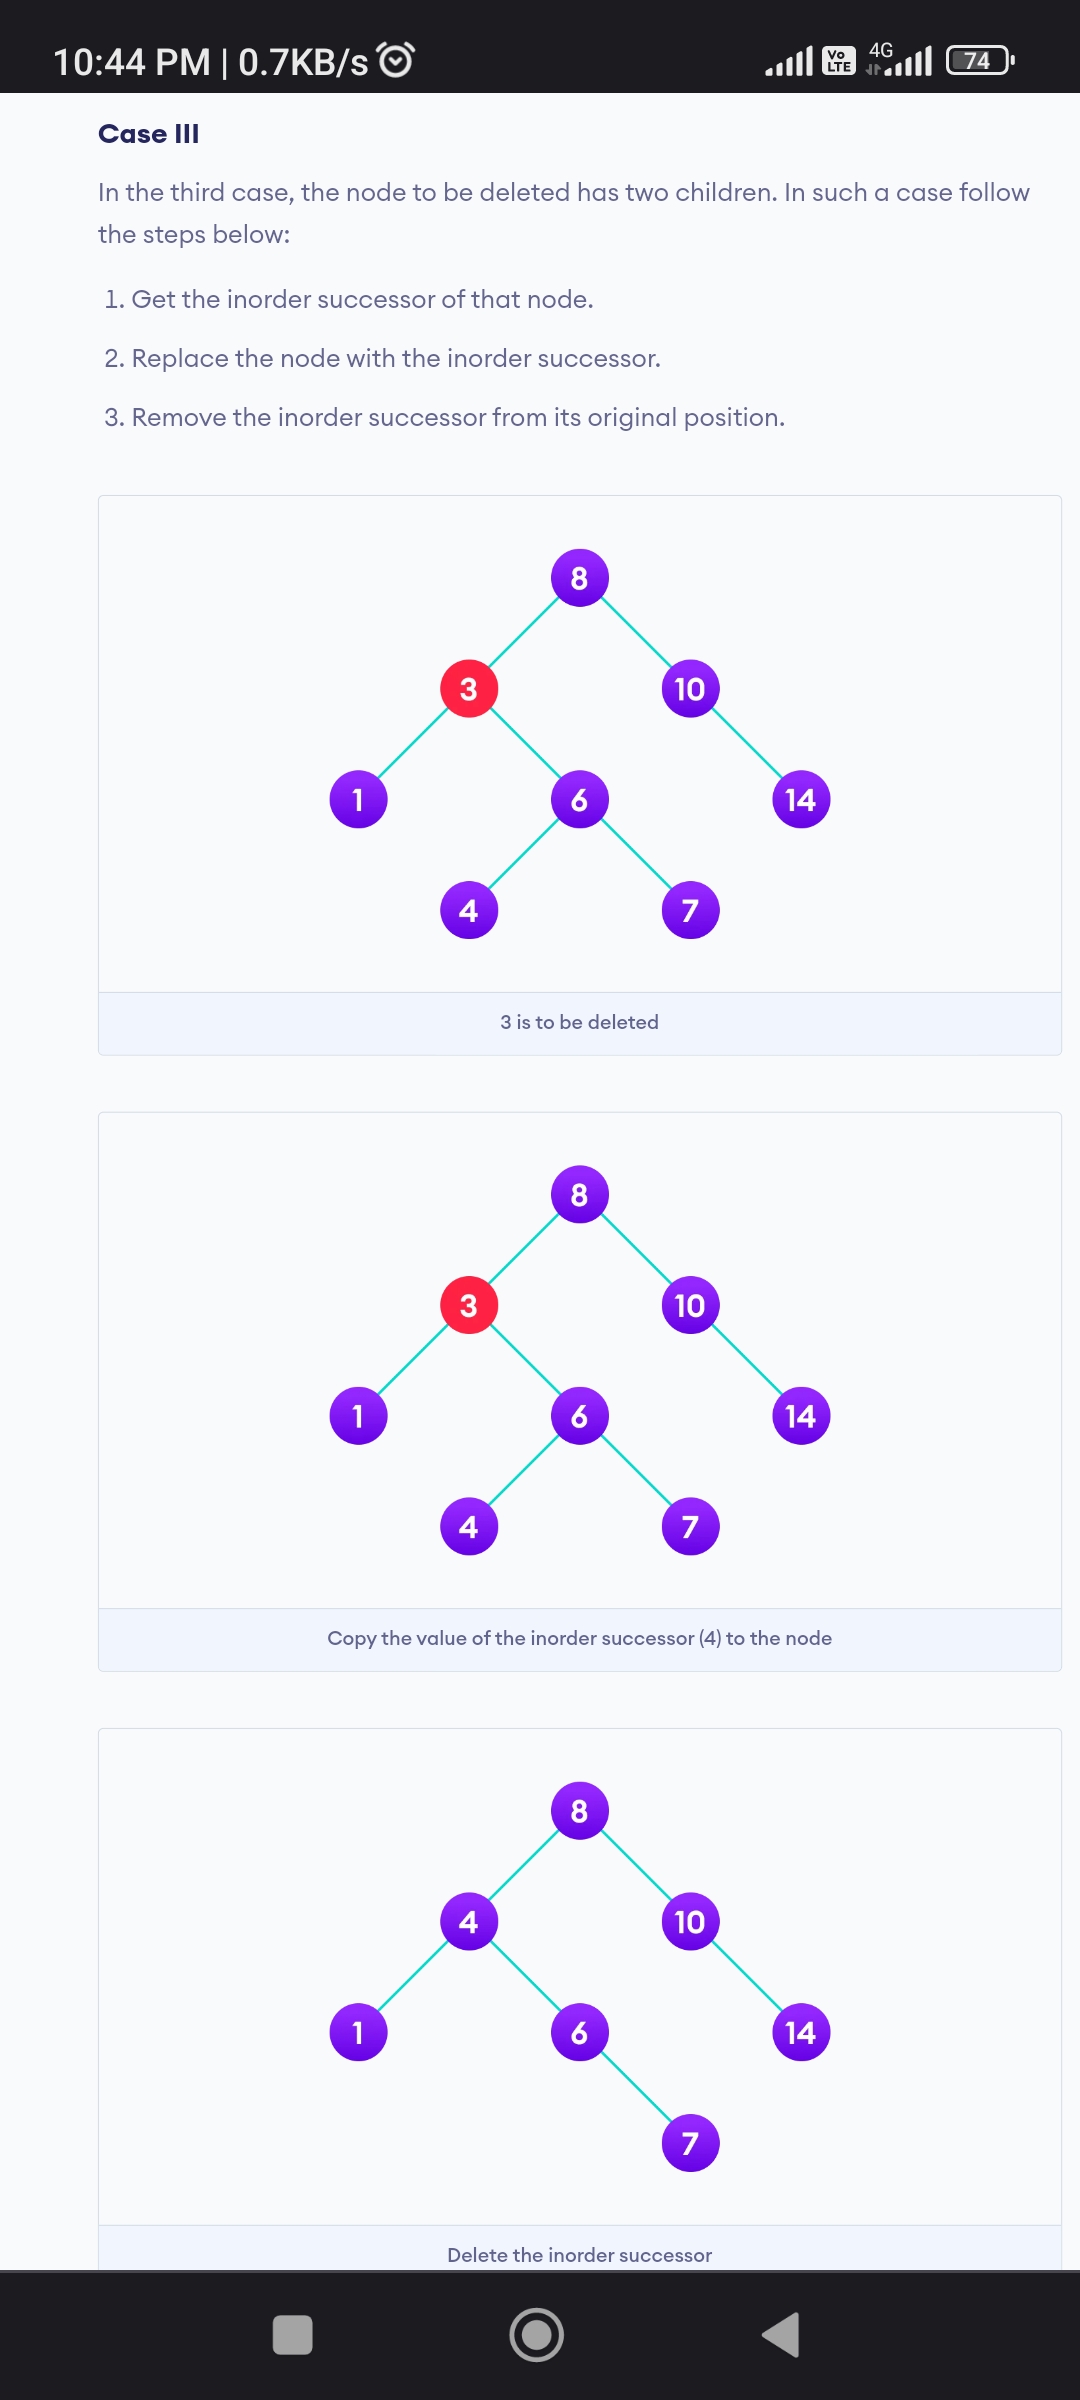 10:44 PM | 0.7KB/s
Vo LTE 4G 74
Case III
In the third case, the node to be deleted has two children. In such a case follow
the steps below:
1. Get the inorder successor of that node.
2. Replace the node with the inorder successor.
3. Remove the inorder successor from its original position.
8
3 10
1 6 14
4 7
3 is to be deleted
8
3 10
1 6 14
4 7
Copy the value of the inorder successor (4) to the node
8
4 10
1 6 14
7
Delete the inorder successor